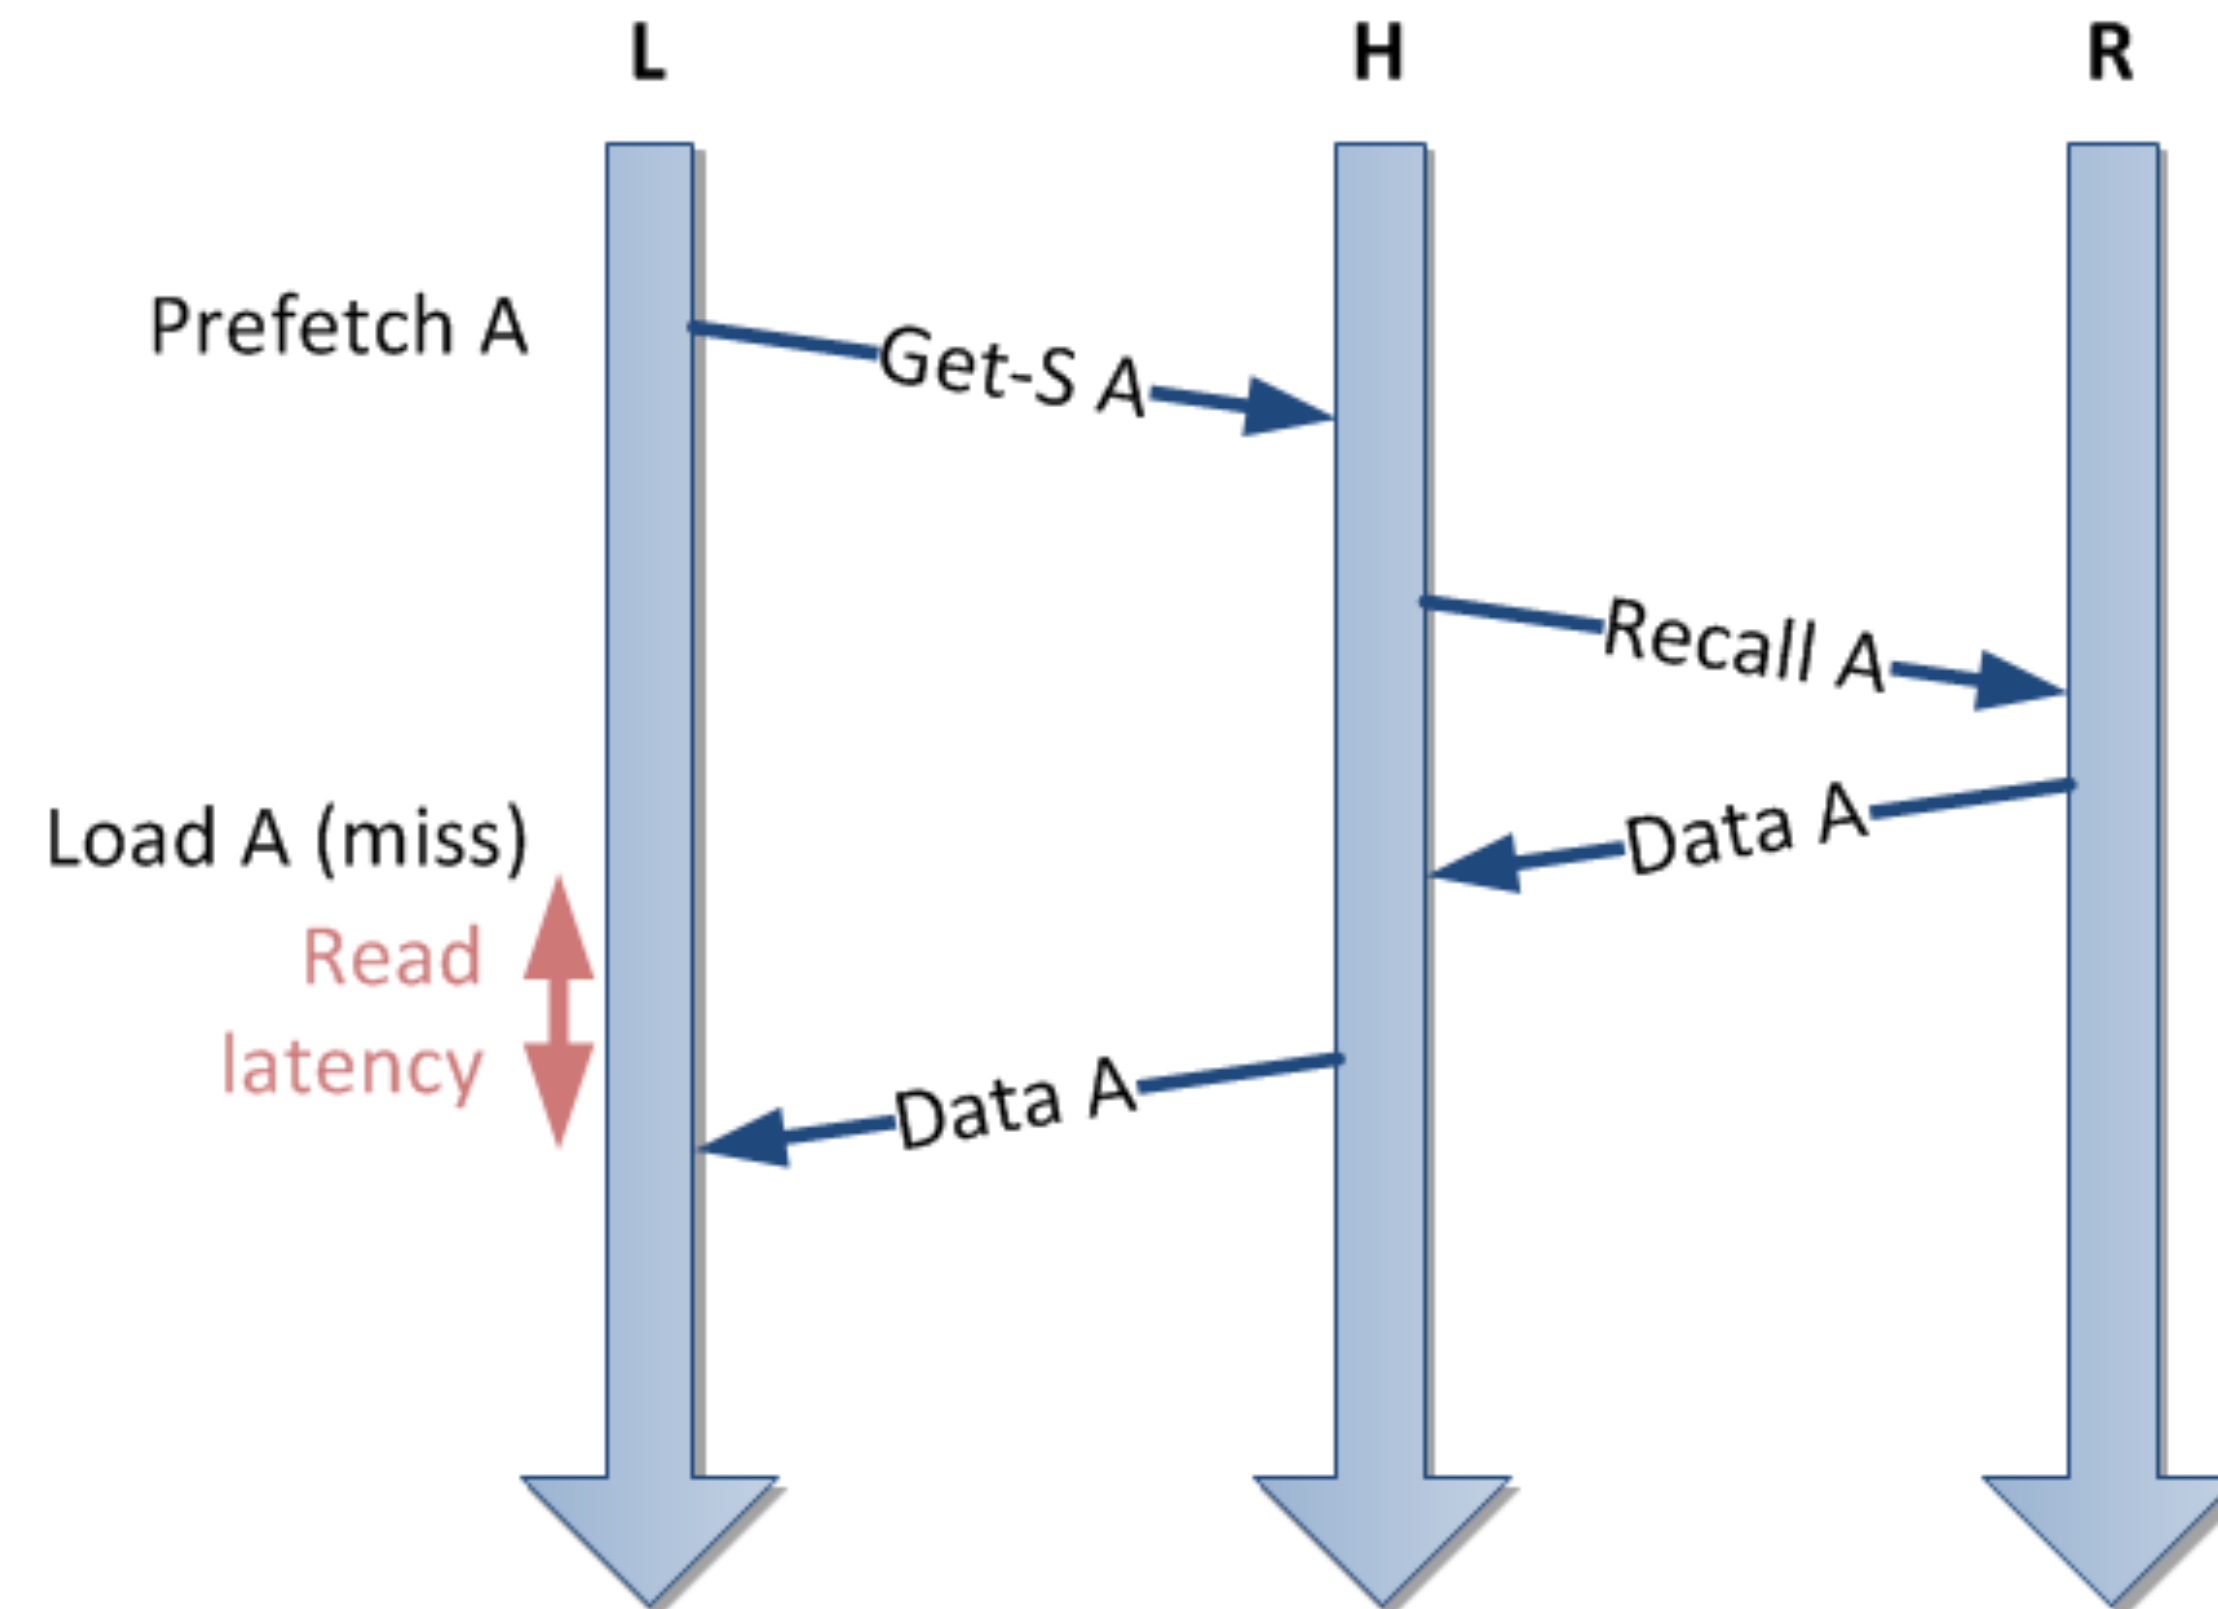 L
H
R
Prefetch A
Get-S A
Recall A
Load A (miss)
Data A
Read
latency
Data A